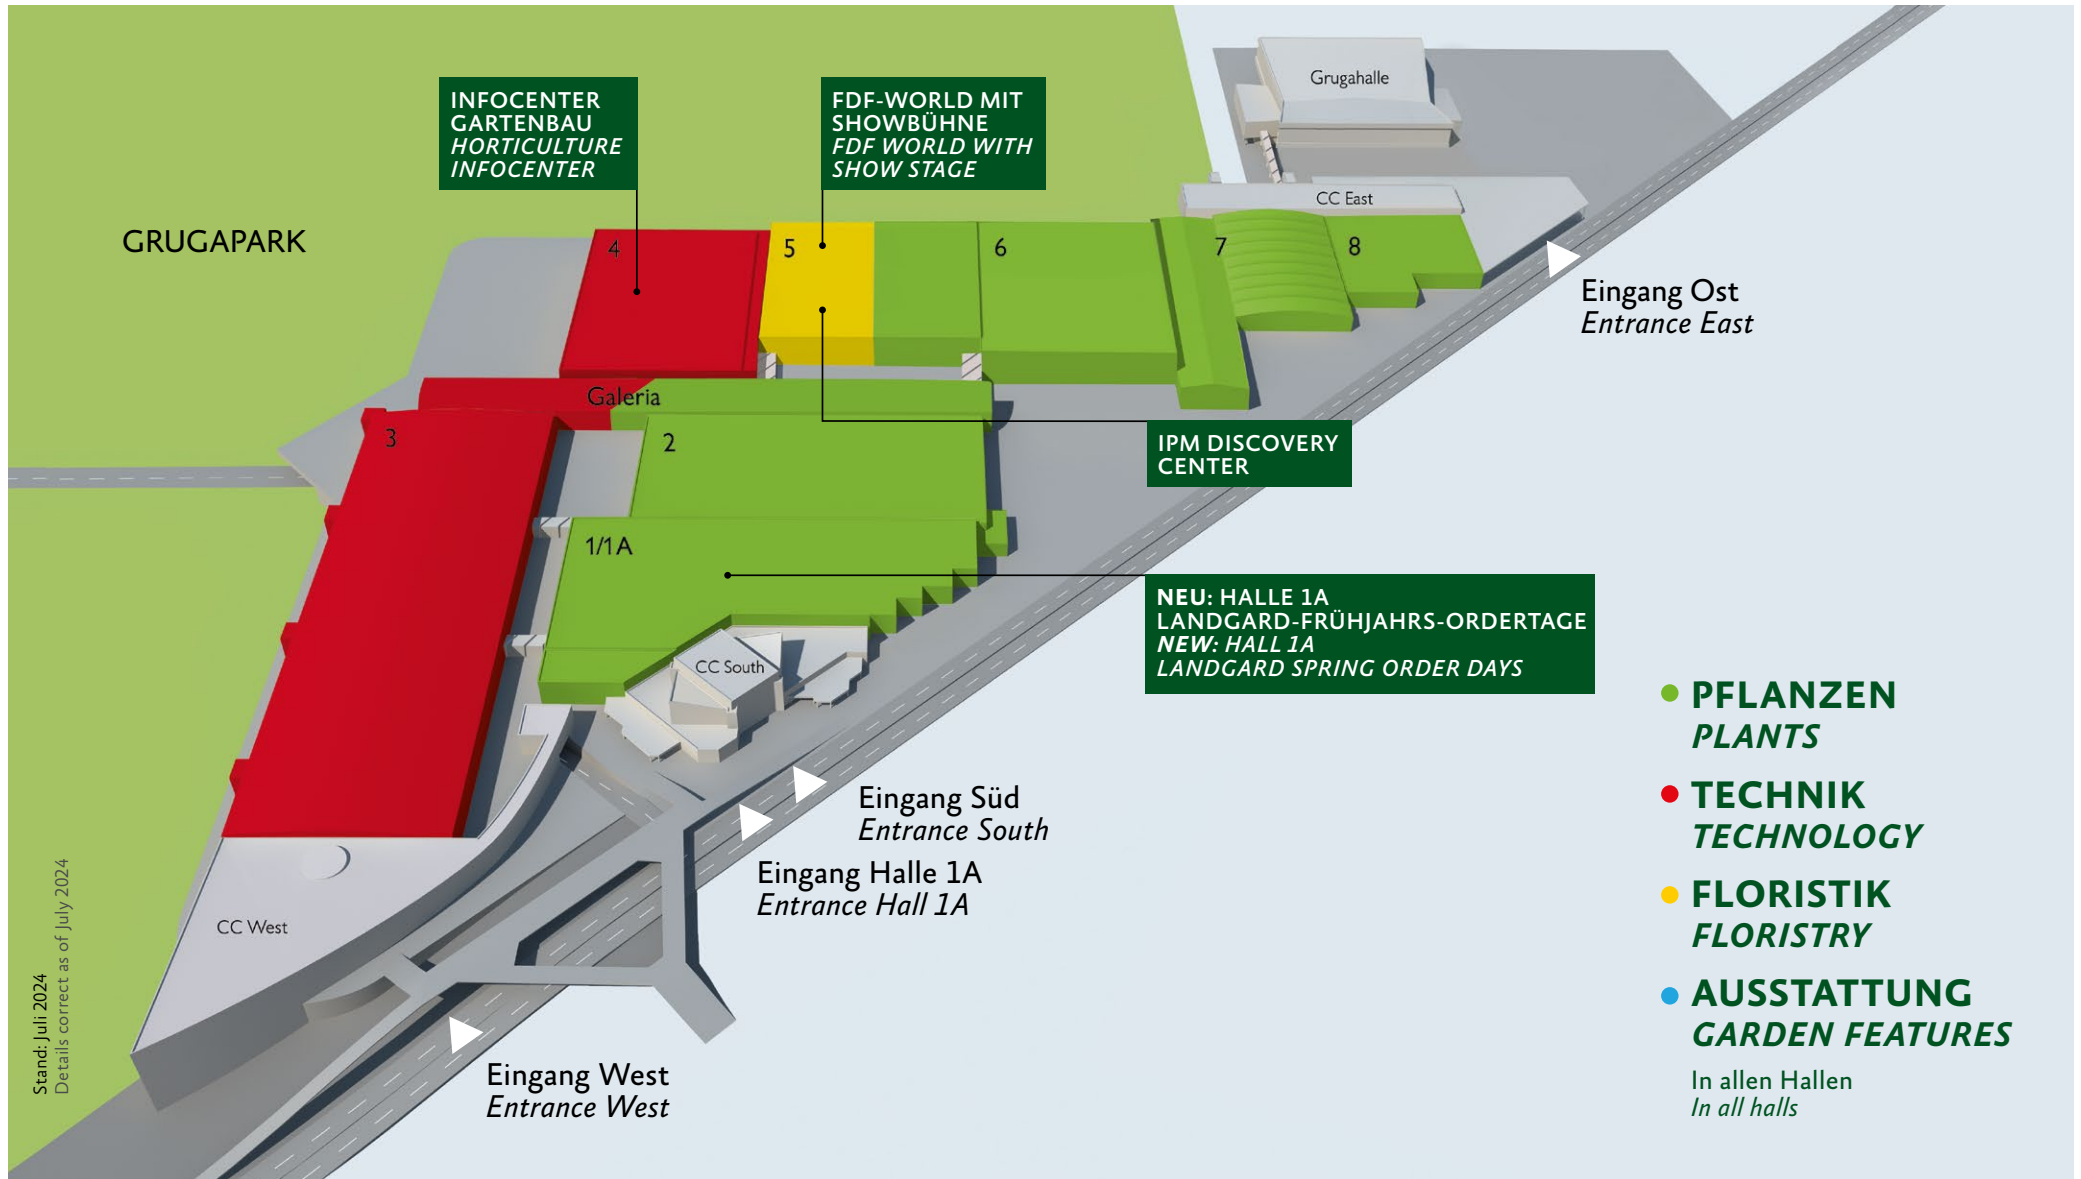 Grugahalle
INFOCENTER
GARTENBAU
HORTICULTURE
INFOCENTER
FDF-WORLD MIT
SHOWBÜHNE
FDF WORLD WITH
SHOW STAGE
CC East
GRUGAPARK
4
5
6
7
8
Eingang Ost
Entrance East
Galeria
3
2
IPM DISCOVERY
CENTER
1/1A
NEU: HALLE 1A
LANDGARD-FRÜHJAHRS-ORDERTAGE
NEW: HALL 1A
LANDGARD SPRING ORDER DAYS
CC South
Eingang Süd
Entrance South
Eingang Halle 1A
Entrance Hall 1A
CC West
Eingang West
Entrance West
PFLANZEN
PLANTS
TECHNIK
TECHNOLOGY
FLORISTIK
FLORISTRY
AUSSTATTUNG
GARDEN FEATURES
In allen Hallen
In all halls
Stand: Juli 2024
Details correct as of July 2024